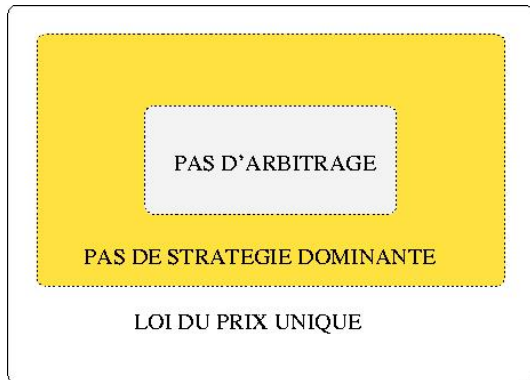 PAS D'ARBITRAGE
PAS DE STRATEGIE DOMINANTE
LOI DU PRIX UNIQUE